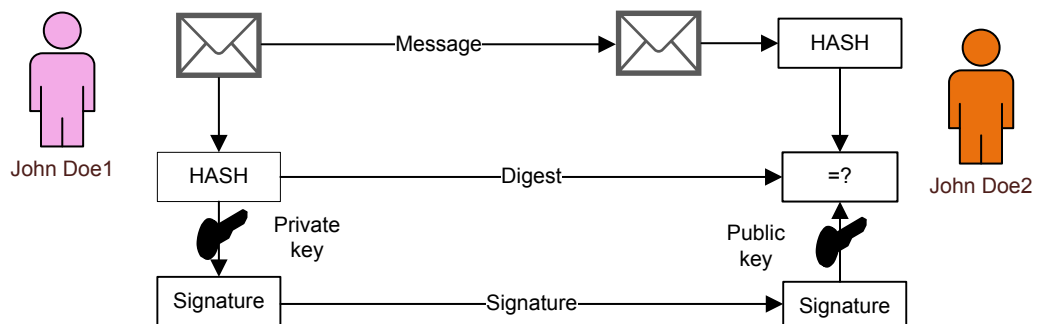 Message
HASH
John Doe1
HASH
Digest
=?
John Doe2
Private
key
Public
key
Signature
Signature
Signature